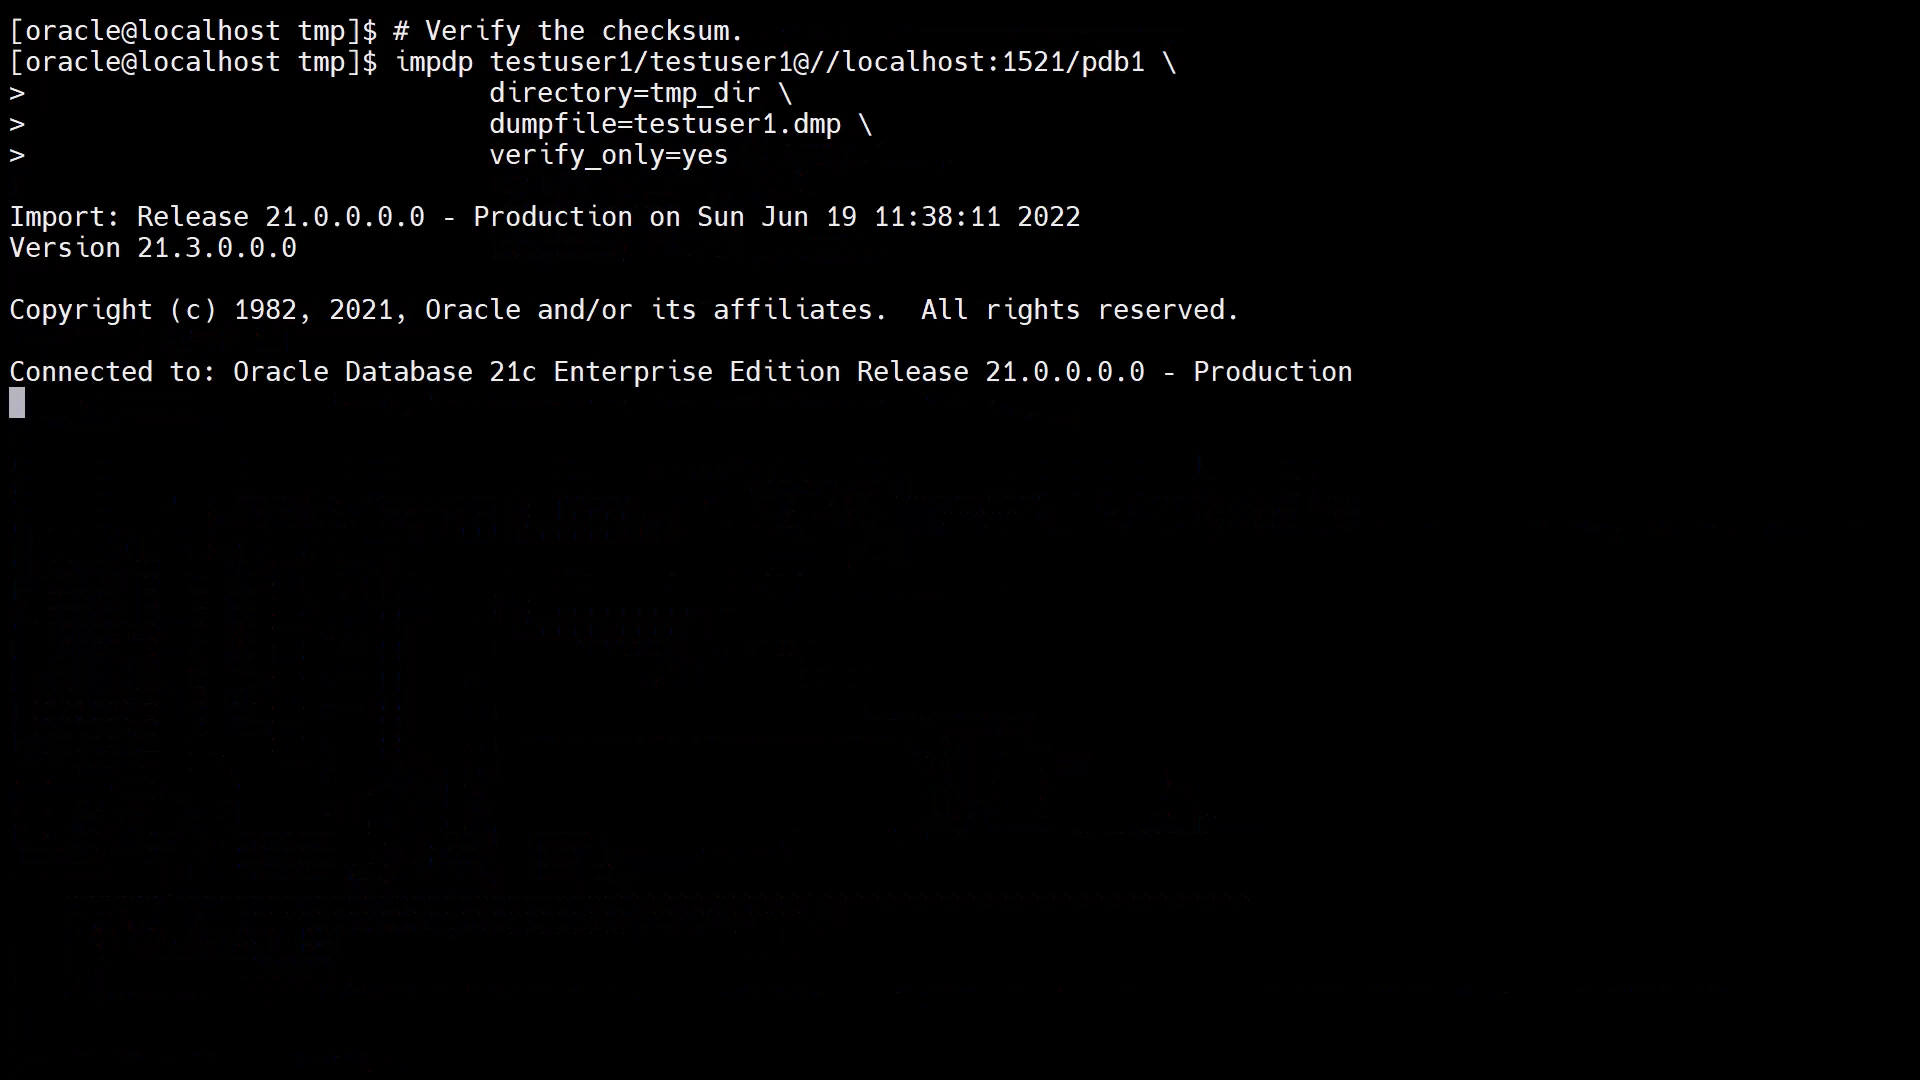 [oracle@localhost tmp]$ # Verify the checksum.
[oracle@localhost tmp]$ impdp testuser1/testuser1@//localhost:1521/pdb1 \
>                             directory=tmp_dir \
>                             dumpfile=testuser1.dmp \
>                             verify_only=yes

Import: Release 21.0.0.0.0 - Production on Sun Jun 19 11:38:11 2022
Version 21.3.0.0.0

Copyright (c) 1982, 2021, Oracle and/or its affiliates.  All rights reserved.

Connected to: Oracle Database 21c Enterprise Edition Release 21.0.0.0.0 - Production